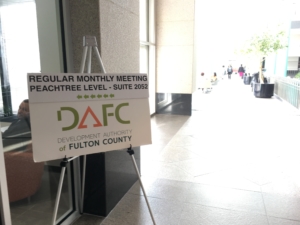 REGULAR MONTHLY MEETING
PEACHTREE LEVEL - SUITE 2052
DAFC
DEVELOPMENT AUTHORITY
of FULTON COUNTY